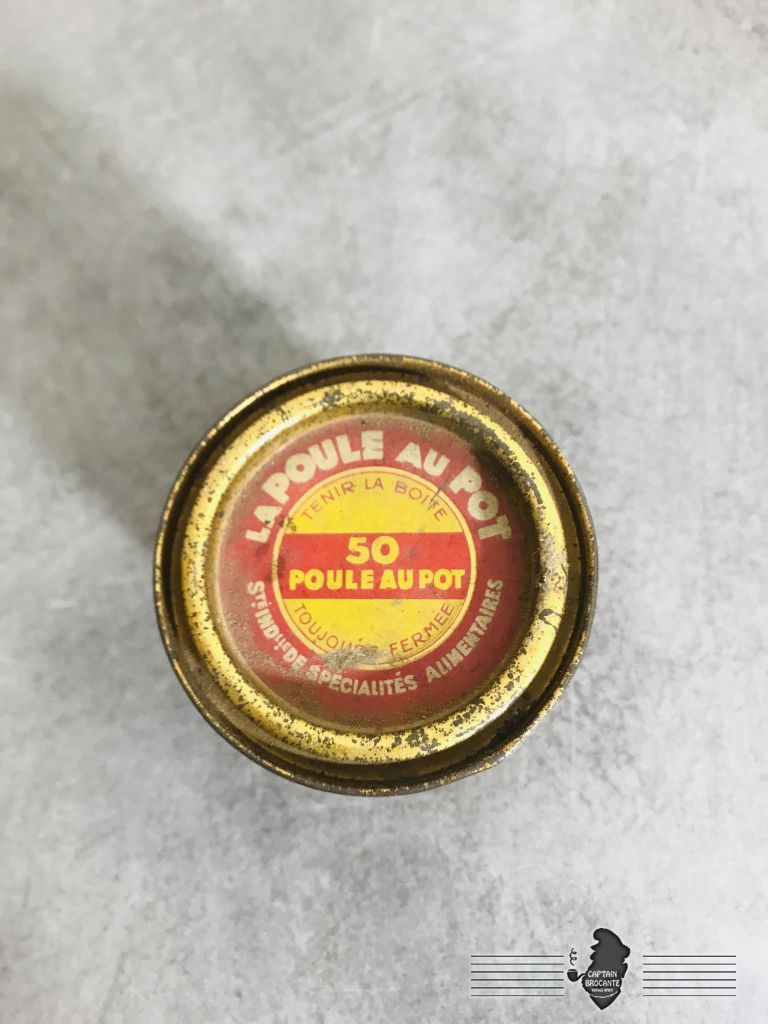 LA POULE AU POT
TENIR LA BOITE
50
POULE AU POT
TOUJOURS FERMÉE
STÉ INDLLE DE SPÉCIALITÉS ALIMENTAIRES
CAPTAIN
BROCANTE